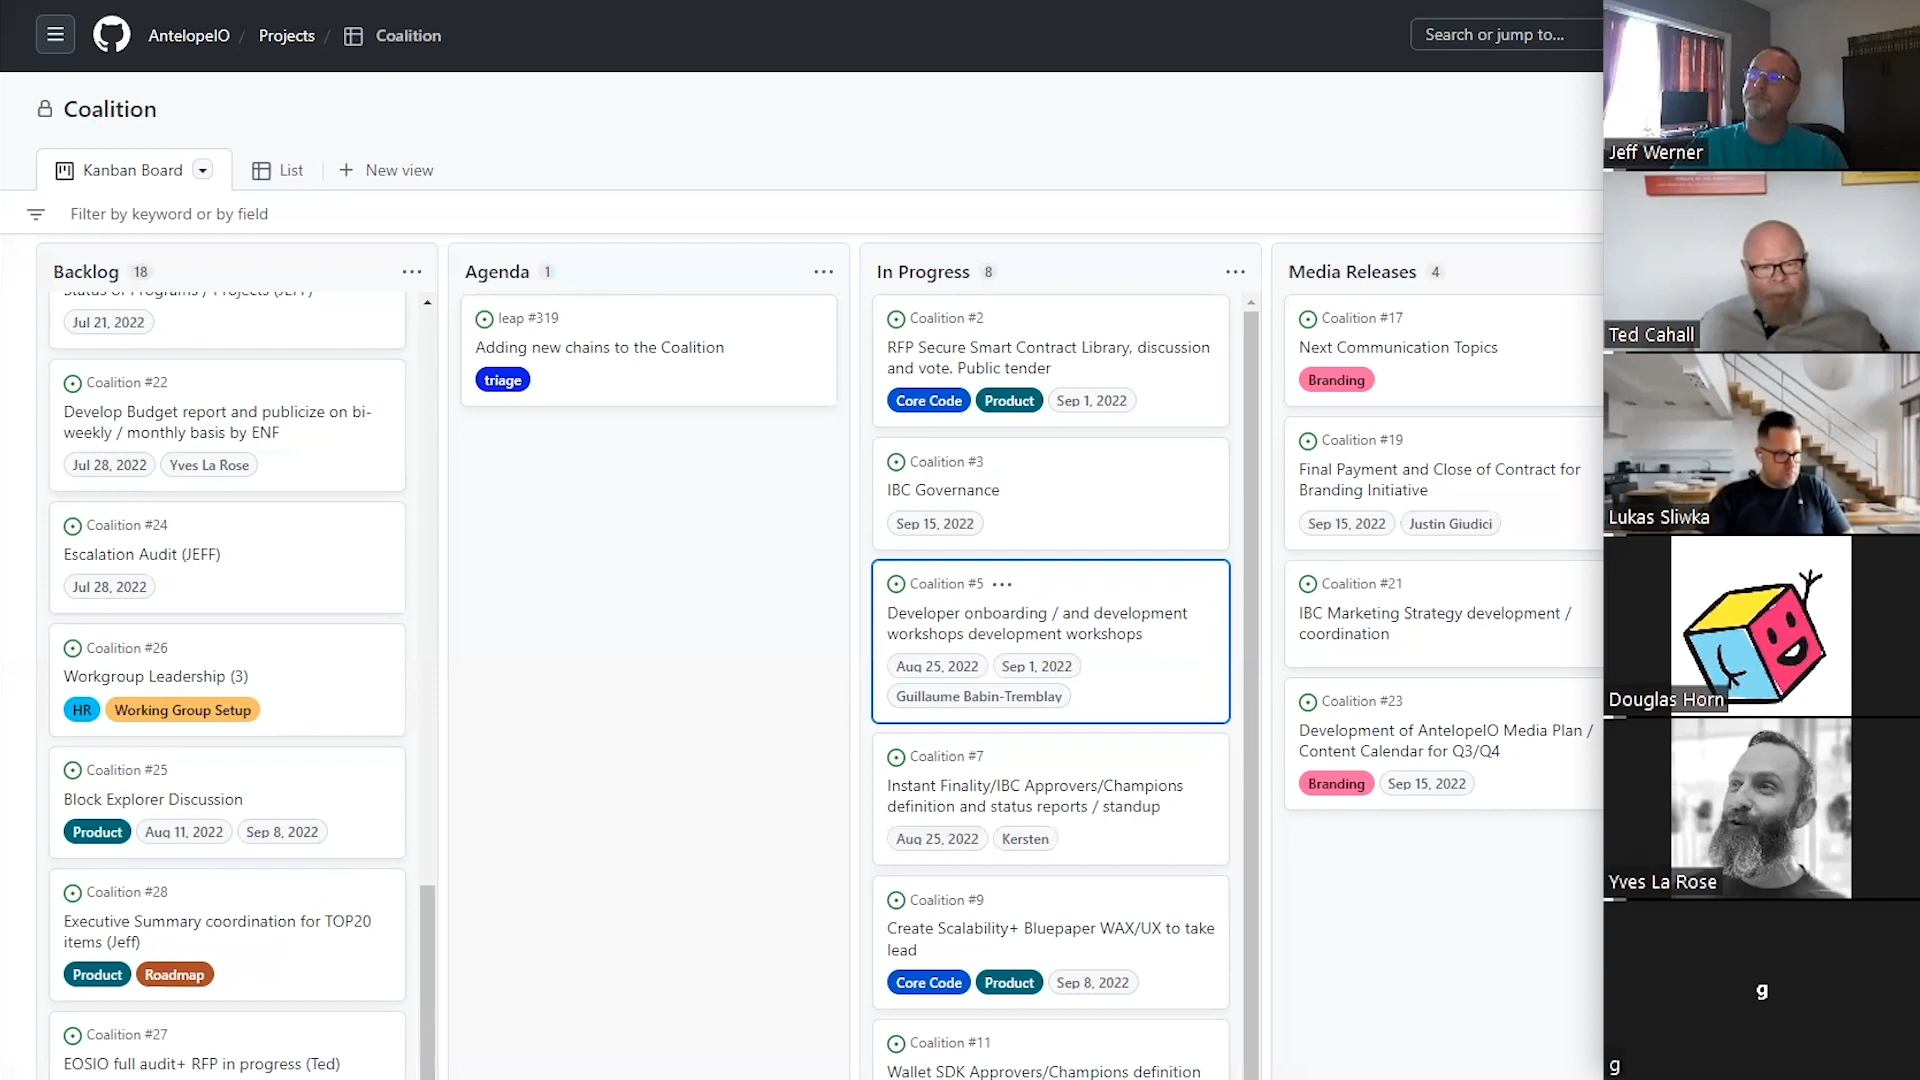 AntelopeIO / Projects / Coalition
Search or jump to...
Coalition
Kanban Board
List
New view
Filter by keyword or by field
Backlog 18
Status of Programs / Projects (JEFF)
Jul 21, 2022
Coalition #22
Develop Budget report and publicize on bi-
weekly / monthly basis by ENF
Jul 28, 2022 Yves La Rose
Coalition #24
Escalation Audit (JEFF)
Jul 28, 2022
Coalition #26
Workgroup Leadership (3)
HR Working Group Setup
Coalition #25
Block Explorer Discussion
Product Aug 11, 2022 Sep 8, 2022
Coalition #28
Executive Summary coordination for TOP20
items (Jeff)
Product Roadmap
Coalition #27
EOSIO full audit+ RFP in progress (Ted)
Agenda 1
leap #319
Adding new chains to the Coalition
triage
In Progress 8
Coalition #2
RFP Secure Smart Contract Library, discussion
and vote. Public tender
Core Code Product Sep 1, 2022
Coalition #3
IBC Governance
Sep 15, 2022
Coalition #5
Developer onboarding / and development
workshops development workshops
Aug 25, 2022 Sep 1, 2022
Guillaume Babin-Tremblay
Coalition #7
Instant Finality/IBC Approvers/Champions
definition and status reports / standup
Aug 25, 2022 Kersten
Coalition #9
Create Scalability+ Bluepaper WAX/UX to take
lead
Core Code Product Sep 8, 2022
Coalition #11
Wallet SDK Approvers/Champions definition
Media Releases 4
Coalition #17
Next Communication Topics
Branding
Coalition #19
Final Payment and Close of Contract for
Branding Initiative
Sep 15, 2022 Justin Giudici
Coalition #21
IBC Marketing Strategy development /
coordination
Coalition #23
Development of AntelopeIO Media Plan /
Content Calendar for Q3/Q4
Branding Sep 15, 2022
Jeff Werner
Ted Cahall
Lukas Sliwka
Douglas Horn
Yves La Rose
g
g